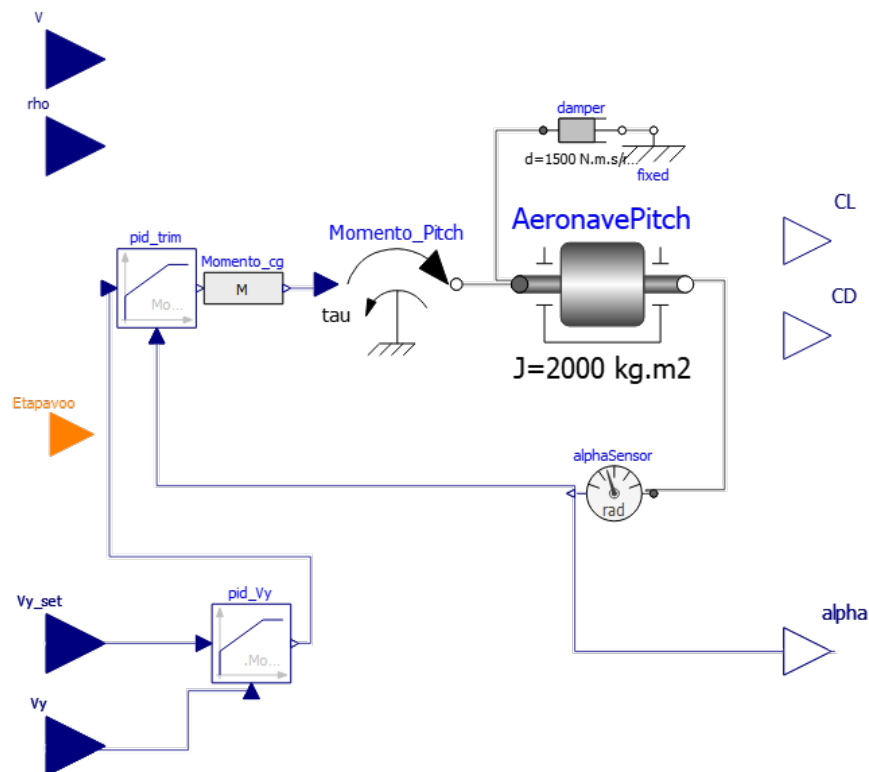 V
rho
damper
d=1500 N.m.s/r...
fixed
CL
AeronavePitch
Momento_Pitch
pid_trim
Momento_cg
Mo...
M
tau
CD
J=2000 kg.m2
Etapavoo
alphaSensor
rad
Vy_set
pid_Vy
.Mo...
alpha
Vy